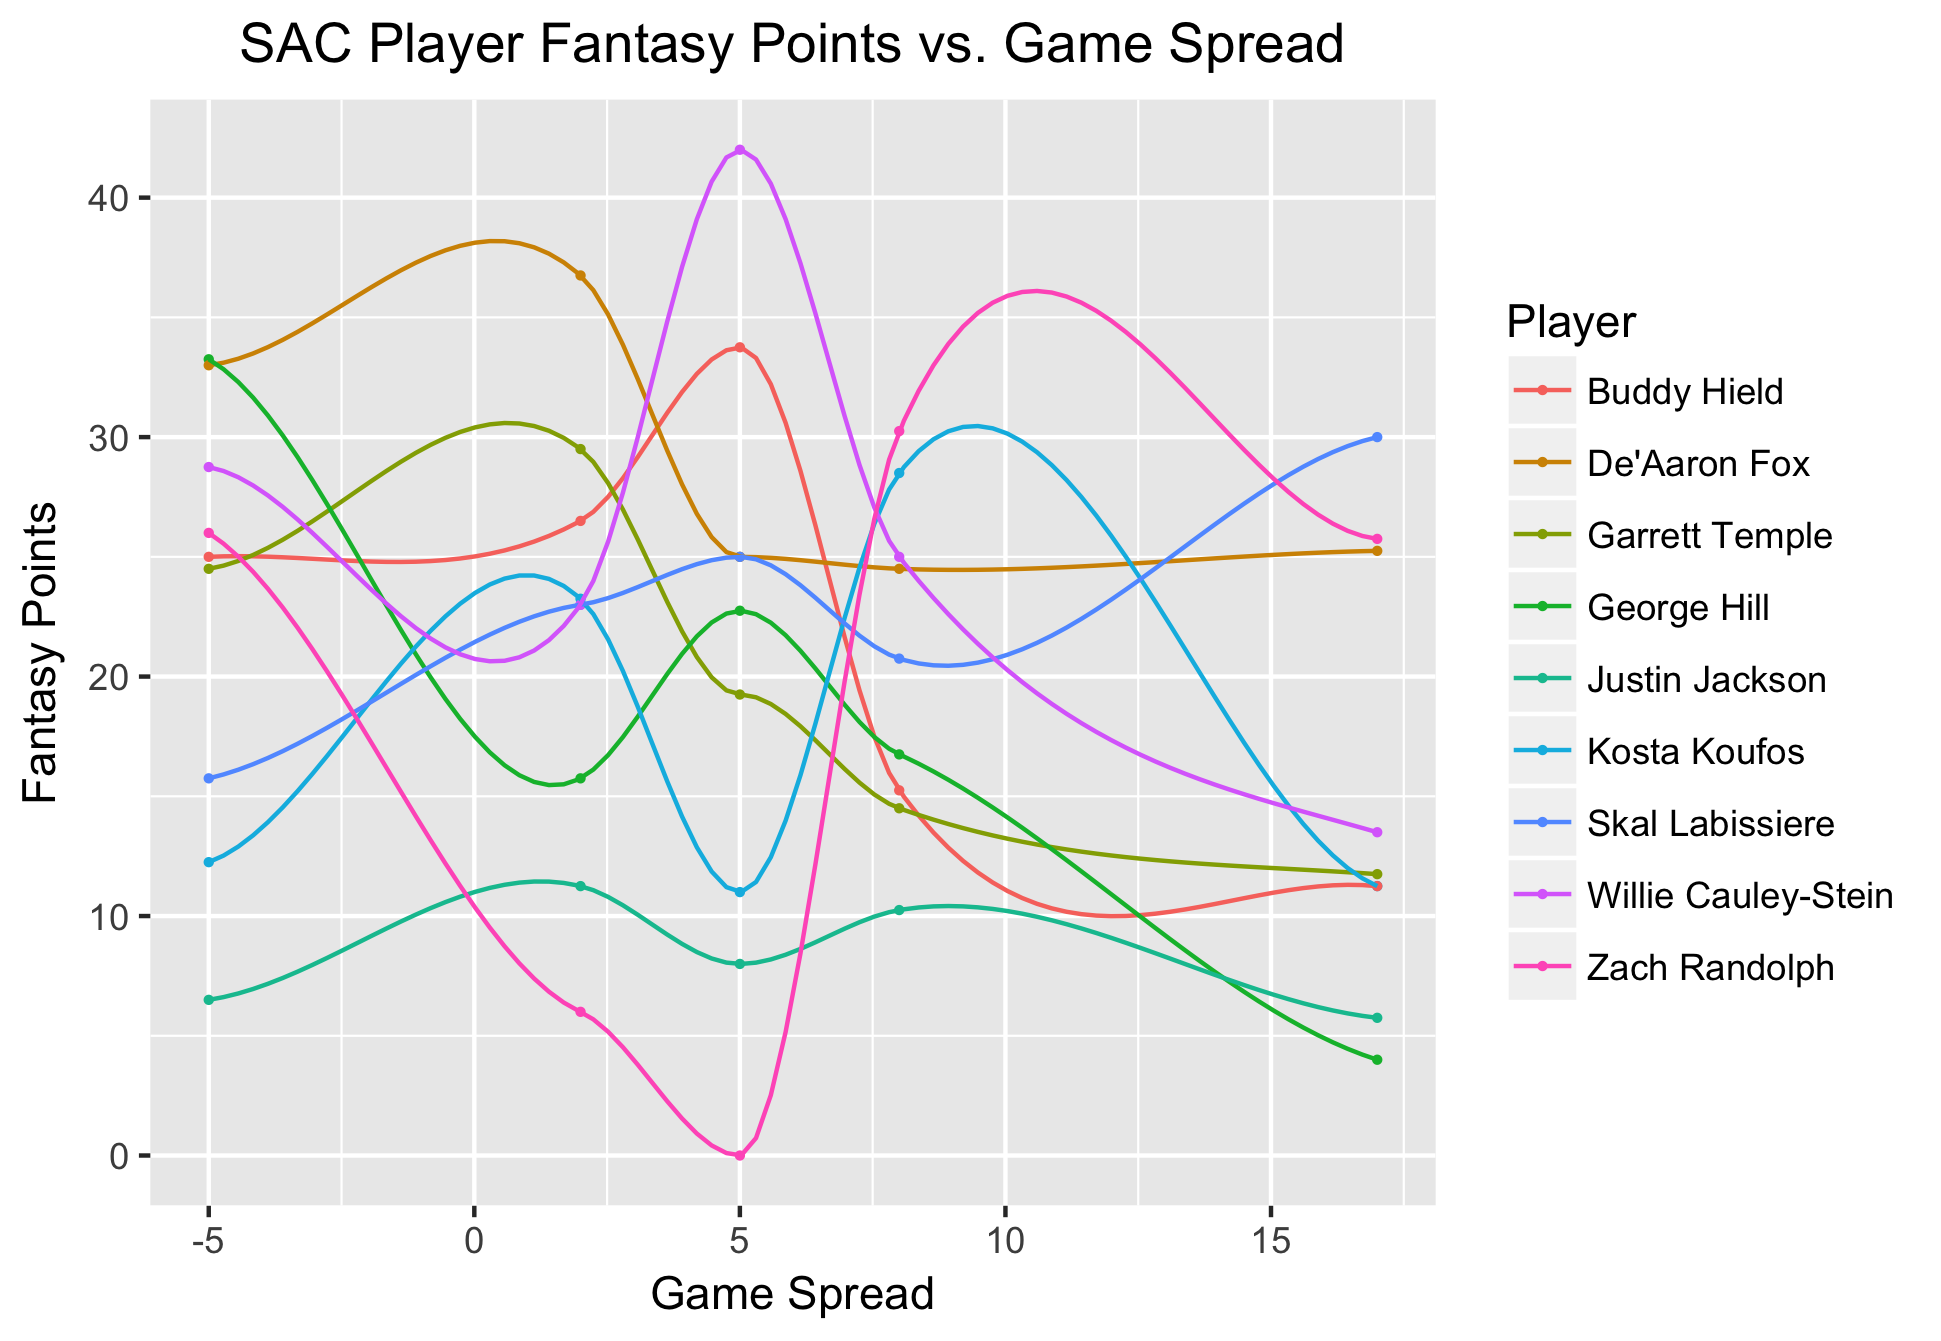 SAC Player Fantasy Points vs. Game Spread
40
30
20
10
0
Fantasy Points
-5
0
5
10
15
Game Spread
Player
Buddy Hield
De'Aaron Fox
Garrett Temple
George Hill
Justin Jackson
Kosta Koufos
Skal Labissiere
Willie Cauley-Stein
Zach Randolph